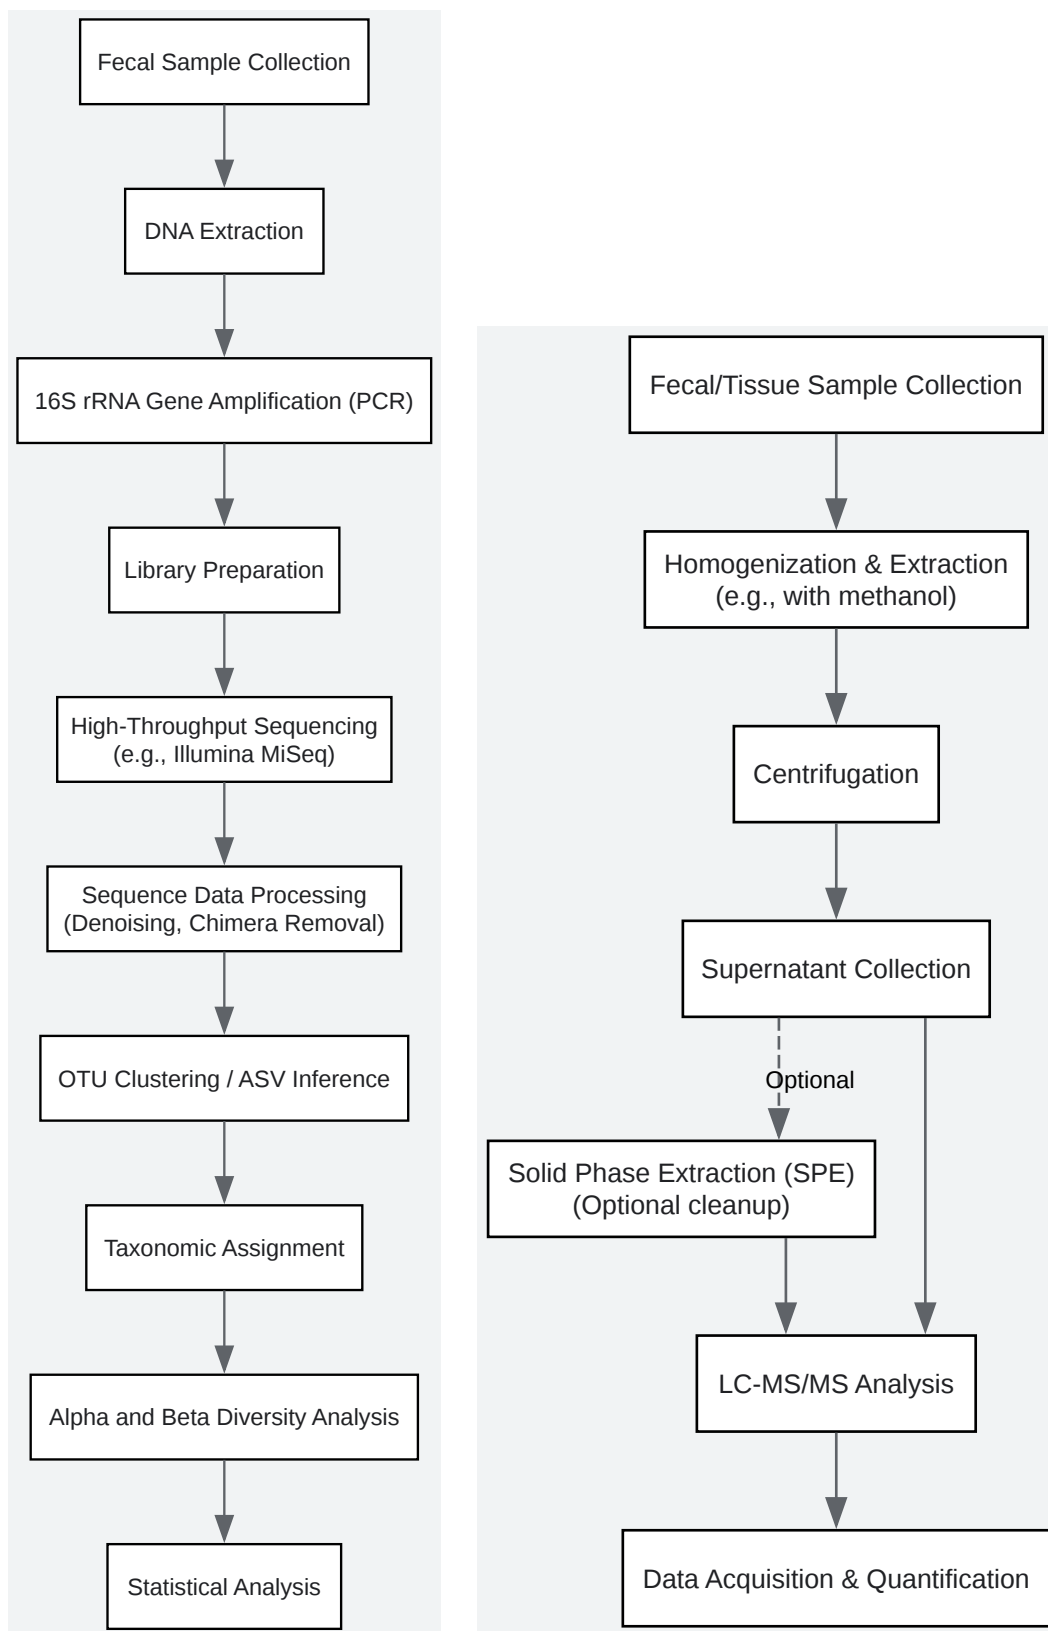 Fecal Sample Collection
DNA Extraction
16S rRNA Gene Amplification (PCR)
Library Preparation
High-Throughput Sequencing
(e.g., Illumina MiSeq)
Sequence Data Processing
(Denoising, Chimera Removal)
OTU Clustering / ASV Inference
Taxonomic Assignment
Alpha and Beta Diversity Analysis
Statistical Analysis
Fecal/Tissue Sample Collection
Homogenization & Extraction
(e.g., with methanol)
Centrifugation
Supernatant Collection
Optional
Solid Phase Extraction (SPE)
(Optional cleanup)
LC-MS/MS Analysis
Data Acquisition & Quantification